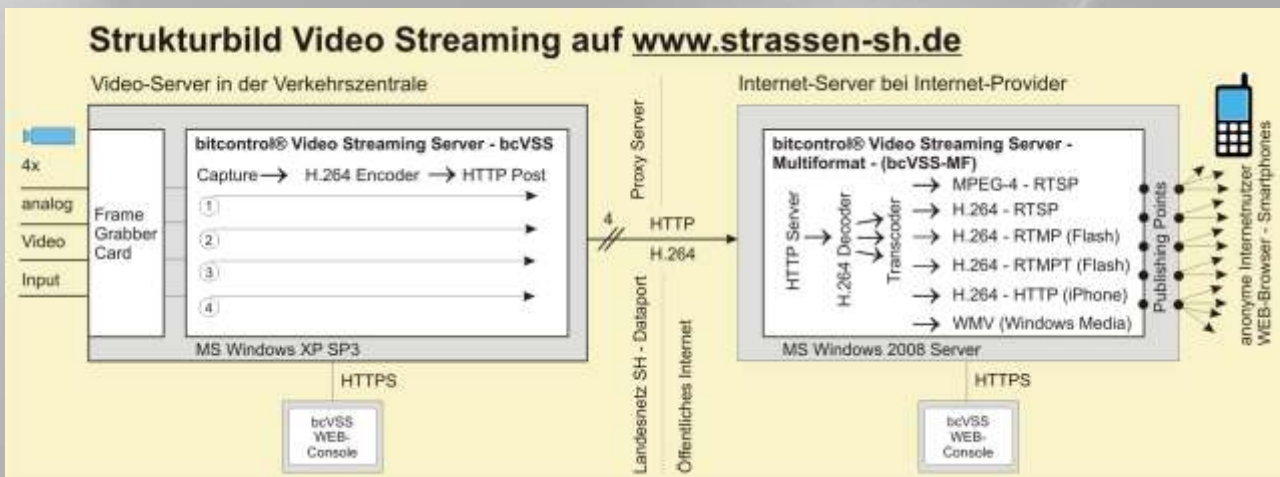 Strukturbild Video Streaming auf www.strassen-sh.de
Video-Server in der Verkehrszentrale
4x
analog
Video
Input
Frame
Grabber
Card
bitcontrol® Video Streaming Server - bcVSS
Capture → H.264 Encoder → HTTP Post
1
2
3
4
MS Windows XP SP3
HTTPS
bcVSS
WEB-
Console
Proxy Server
4
HTTP
H.264
Landesnetz SH - Dataport
Öffentliches Internet
Internet-Server bei Internet-Provider
bitcontrol® Video Streaming Server -
Multiformat - (bcVSS-MF)
HTTP Server
H.264 Decoder
Transcoder
→ MPEG-4 - RTSP
→ H.264 - RTSP
→ H.264 - RTMP (Flash)
→ H.264 - RTMPT (Flash)
→ H.264 - HTTP (iPhone)
→ WMV (Windows Media)
Publishing Points
MS Windows 2008 Server
HTTPS
bcVSS
WEB-
Console
anonyme Internetnutzer
WEB-Browser - Smartphones